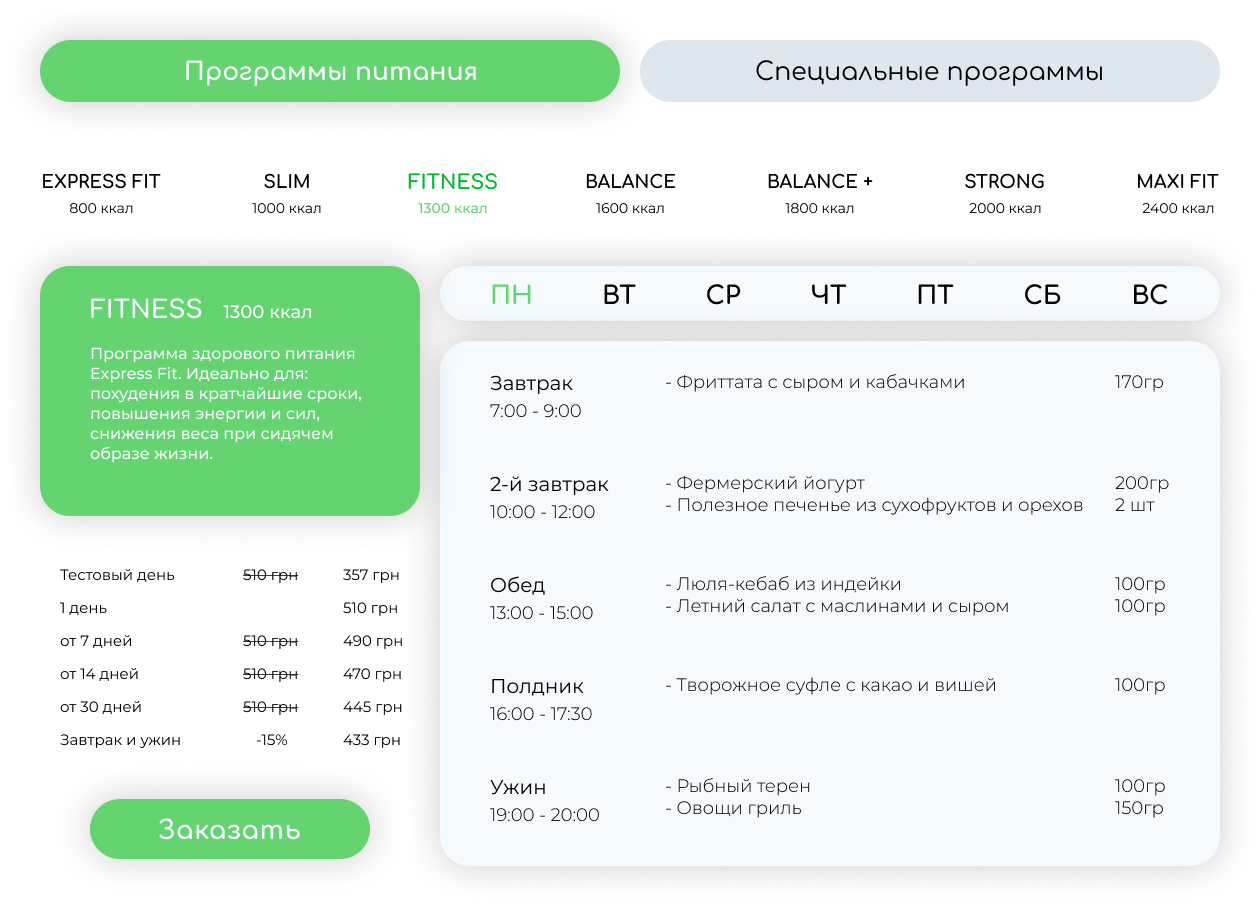 Программы питания
Специальные программы
EXPRESS FIT
800 ккал
SLIM
1000 ккал
FITNESS
1300 ккал
BALANCE
1600 ккал
BALANCE +
1800 ккал
STRONG
2000 ккал
MAXI FIT
2400 ккал
FITNESS 1300 ккал
Программа здорового питания
Express Fit. Идеально для:
похудения в кратчайшие сроки,
повышения энергии и сил,
снижения веса при сидячем
образе жизни.
Тестовый день 510 грн 357 грн
1 день 510 грн
от 7 дней 510 грн 490 грн
от 14 дней 510 грн 470 грн
от 30 дней 510 грн 445 грн
Завтрак и ужин -15% 433 грн
Заказать
ПН ВТ СР ЧТ ПТ СБ ВС
Завтрак - Фриттата с сыром и кабачками 170гр
7:00 - 9:00
2-й завтрак - Фермерский йогурт 200гр
10:00 - 12:00 - Полезное печенье из сухофруктов и орехов 2 шт
Обед - Люля-кебаб из индейки 100гр
13:00 - 15:00 - Летний салат с маслинами и сыром 100гр
Полдник - Творожное суфле с какао и вишей 100гр
16:00 - 17:30
Ужин - Рыбный терен 100гр
19:00 - 20:00 - Овощи гриль 150гр